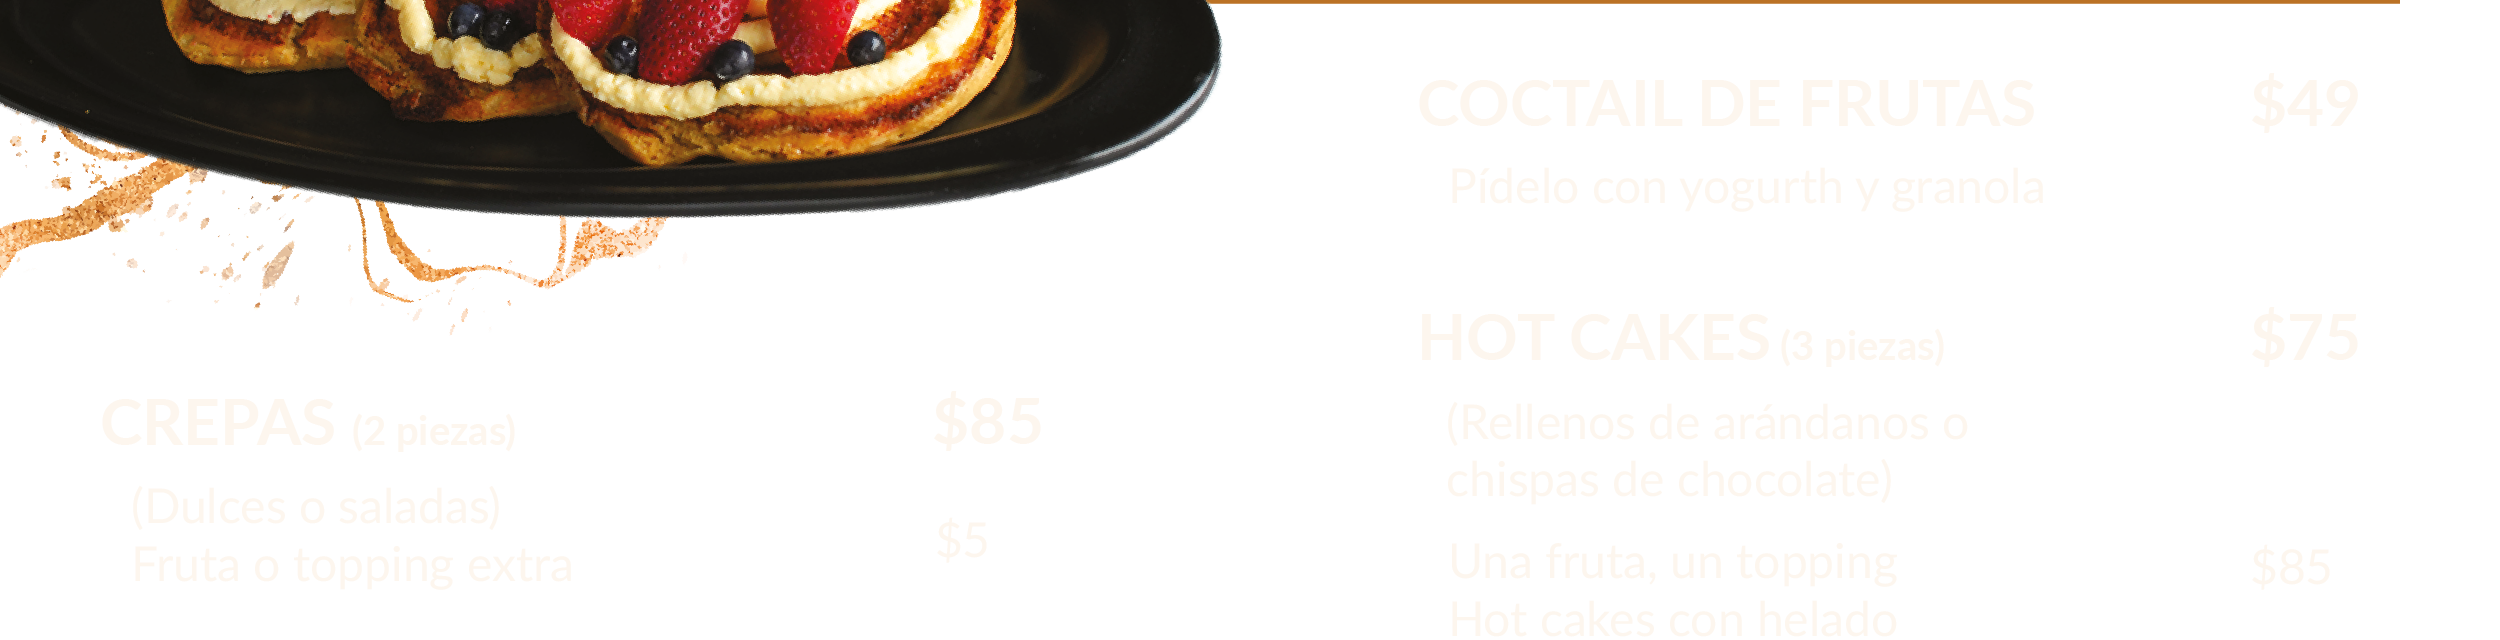 COCTAIL DE FRUTAS $49
Pídelo con yogurth y granola
HOT CAKES (3 piezas) $75
(Rellenos de arándanos o
chispas de chocolate)
Una fruta, un topping
$85
Hot cakes con helado
CREPAS (2 piezas) $85
(Dulces o saladas)
$5
Fruta o topping extra